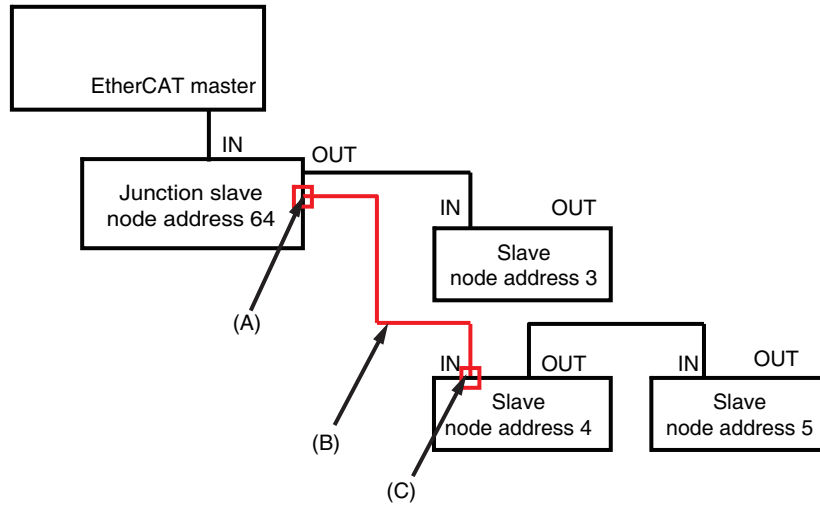 EtherCAT master
IN
OUT
Junction slave
node address 64
IN
OUT
Slave
node address 3
(A)
IN
OUT
IN
OUT
Slave
node address 4
Slave
node address 5
(B)
(C)